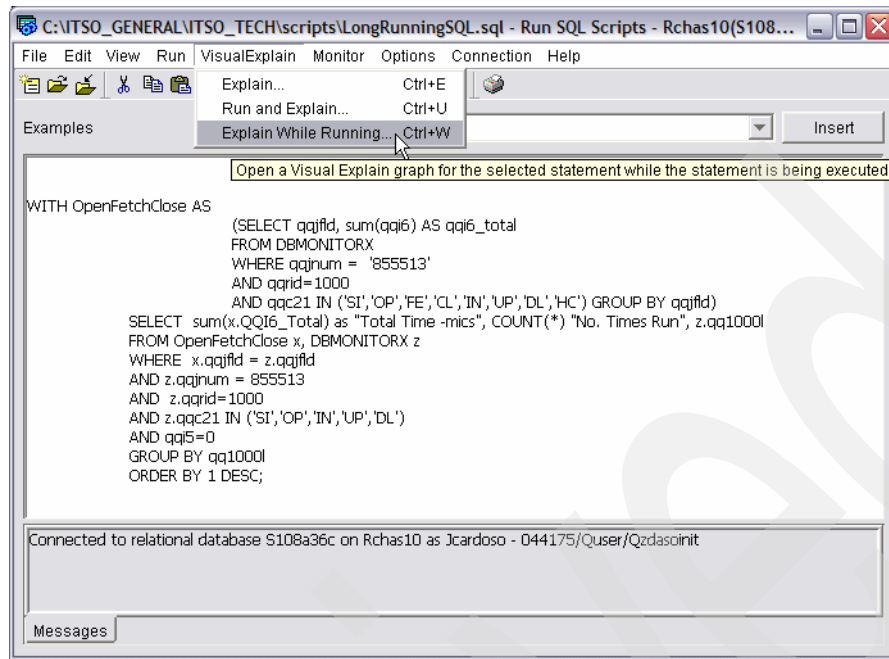 C:\ITSO_GENERAL\ITSO_TECH\scripts\LongRunningSQL.sql - Run SQL Scripts - Rchas10(S108...
File Edit View Run VisualExplain Monitor Options Connection Help
Explain... Ctrl+E
Run and Explain... Ctrl+U
Explain While Running... Ctrl+W
Examples
Insert
Open a Visual Explain graph for the selected statement while the statement is being executed
WITH OpenFetchClose AS
(SELECT qqjfld, sum(qqi6) AS qqi6_total
FROM DBMONITORX
WHERE qqjnum = '855513'
AND qqrid=1000
AND qqc21 IN ('SI','OP','FE','CL','IN','UP','DL','HC') GROUP BY qqjfld)
SELECT sum(x.QQI6_Total) as "Total Time -mics", COUNT(*) "No. Times Run", z.qq1000l
FROM OpenFetchClose x, DBMONITORX z
WHERE x.qqjfld = z.qqjfld
AND z.qqjnum = 855513
AND z.qqrid=1000
AND z.qqc21 IN ('SI','OP','IN','UP','DL')
AND qqi5=0
GROUP BY qq1000l
ORDER BY 1 DESC;
Connected to relational database S108a36c on Rchas10 as Jcardoso - 044175/Quser/Qzdasoinit
Messages